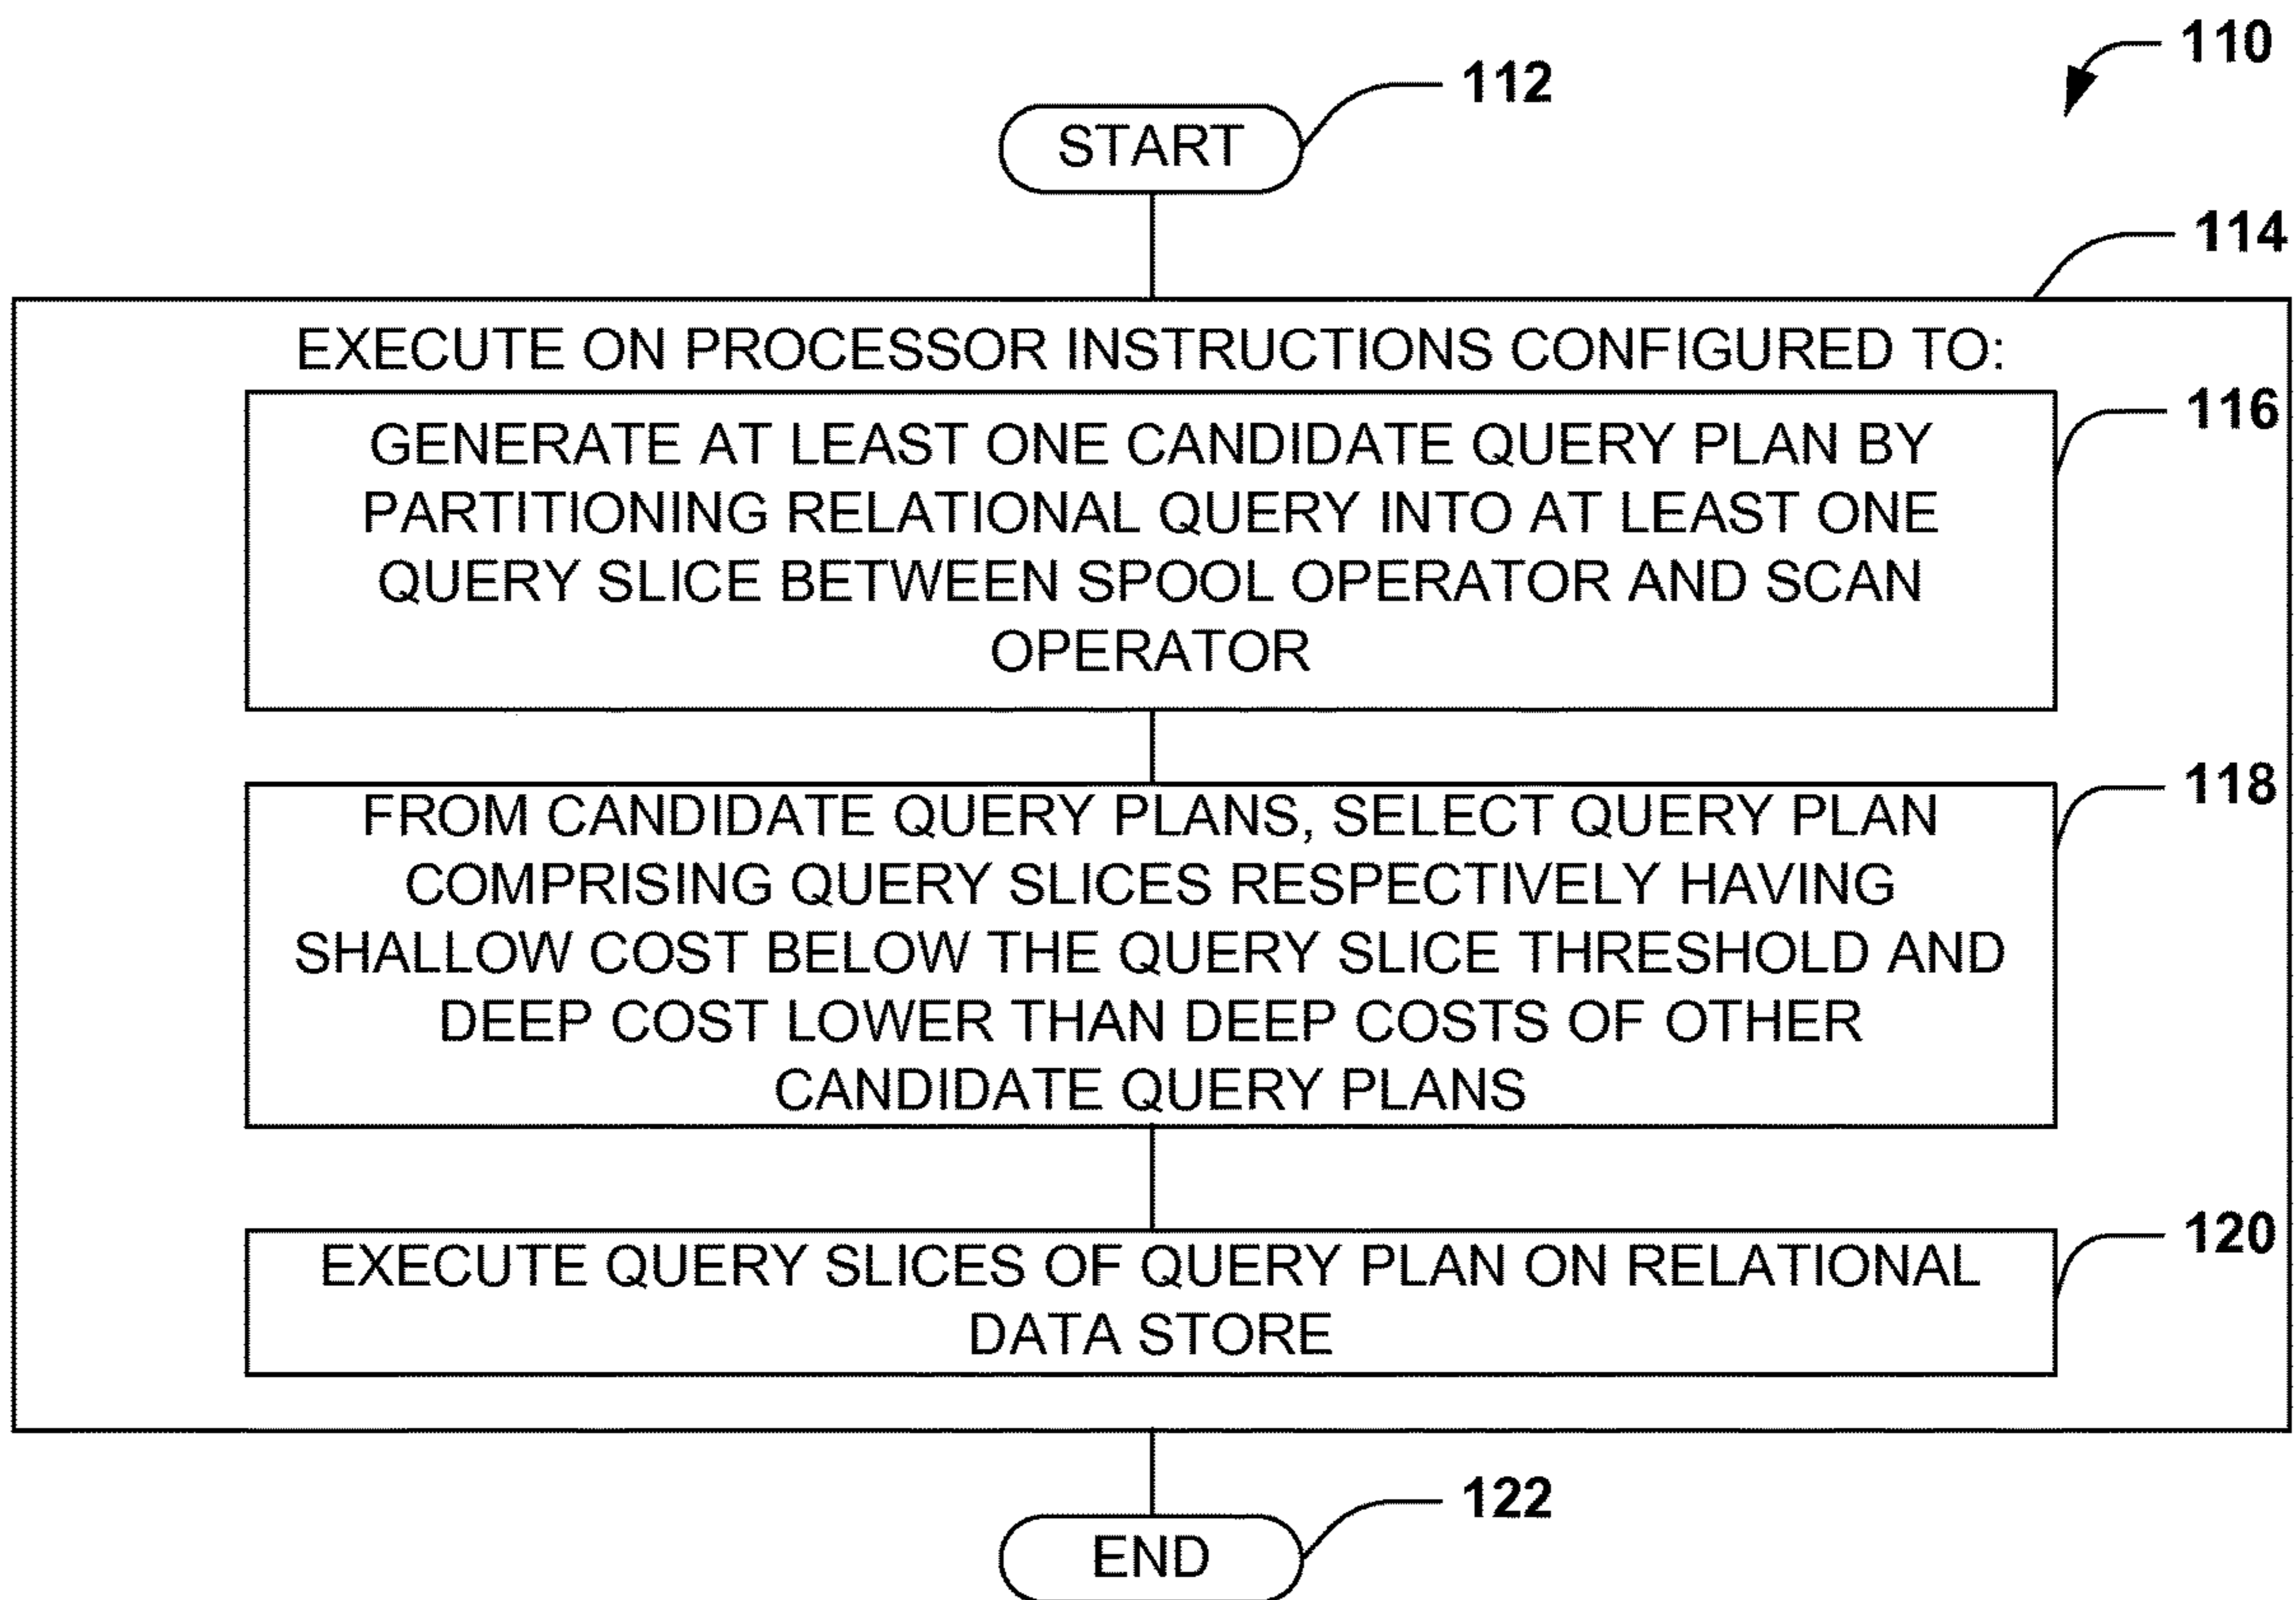 110
112
START
114
EXECUTE ON PROCESSOR INSTRUCTIONS CONFIGURED TO:
116
GENERATE AT LEAST ONE CANDIDATE QUERY PLAN BY
PARTITIONING RELATIONAL QUERY INTO AT LEAST ONE
QUERY SLICE BETWEEN SPOOL OPERATOR AND SCAN
OPERATOR
118
FROM CANDIDATE QUERY PLANS, SELECT QUERY PLAN
COMPRISING QUERY SLICES RESPECTIVELY HAVING
SHALLOW COST BELOW THE QUERY SLICE THRESHOLD AND
DEEP COST LOWER THAN DEEP COSTS OF OTHER
CANDIDATE QUERY PLANS
120
EXECUTE QUERY SLICES OF QUERY PLAN ON RELATIONAL
DATA STORE
122
END